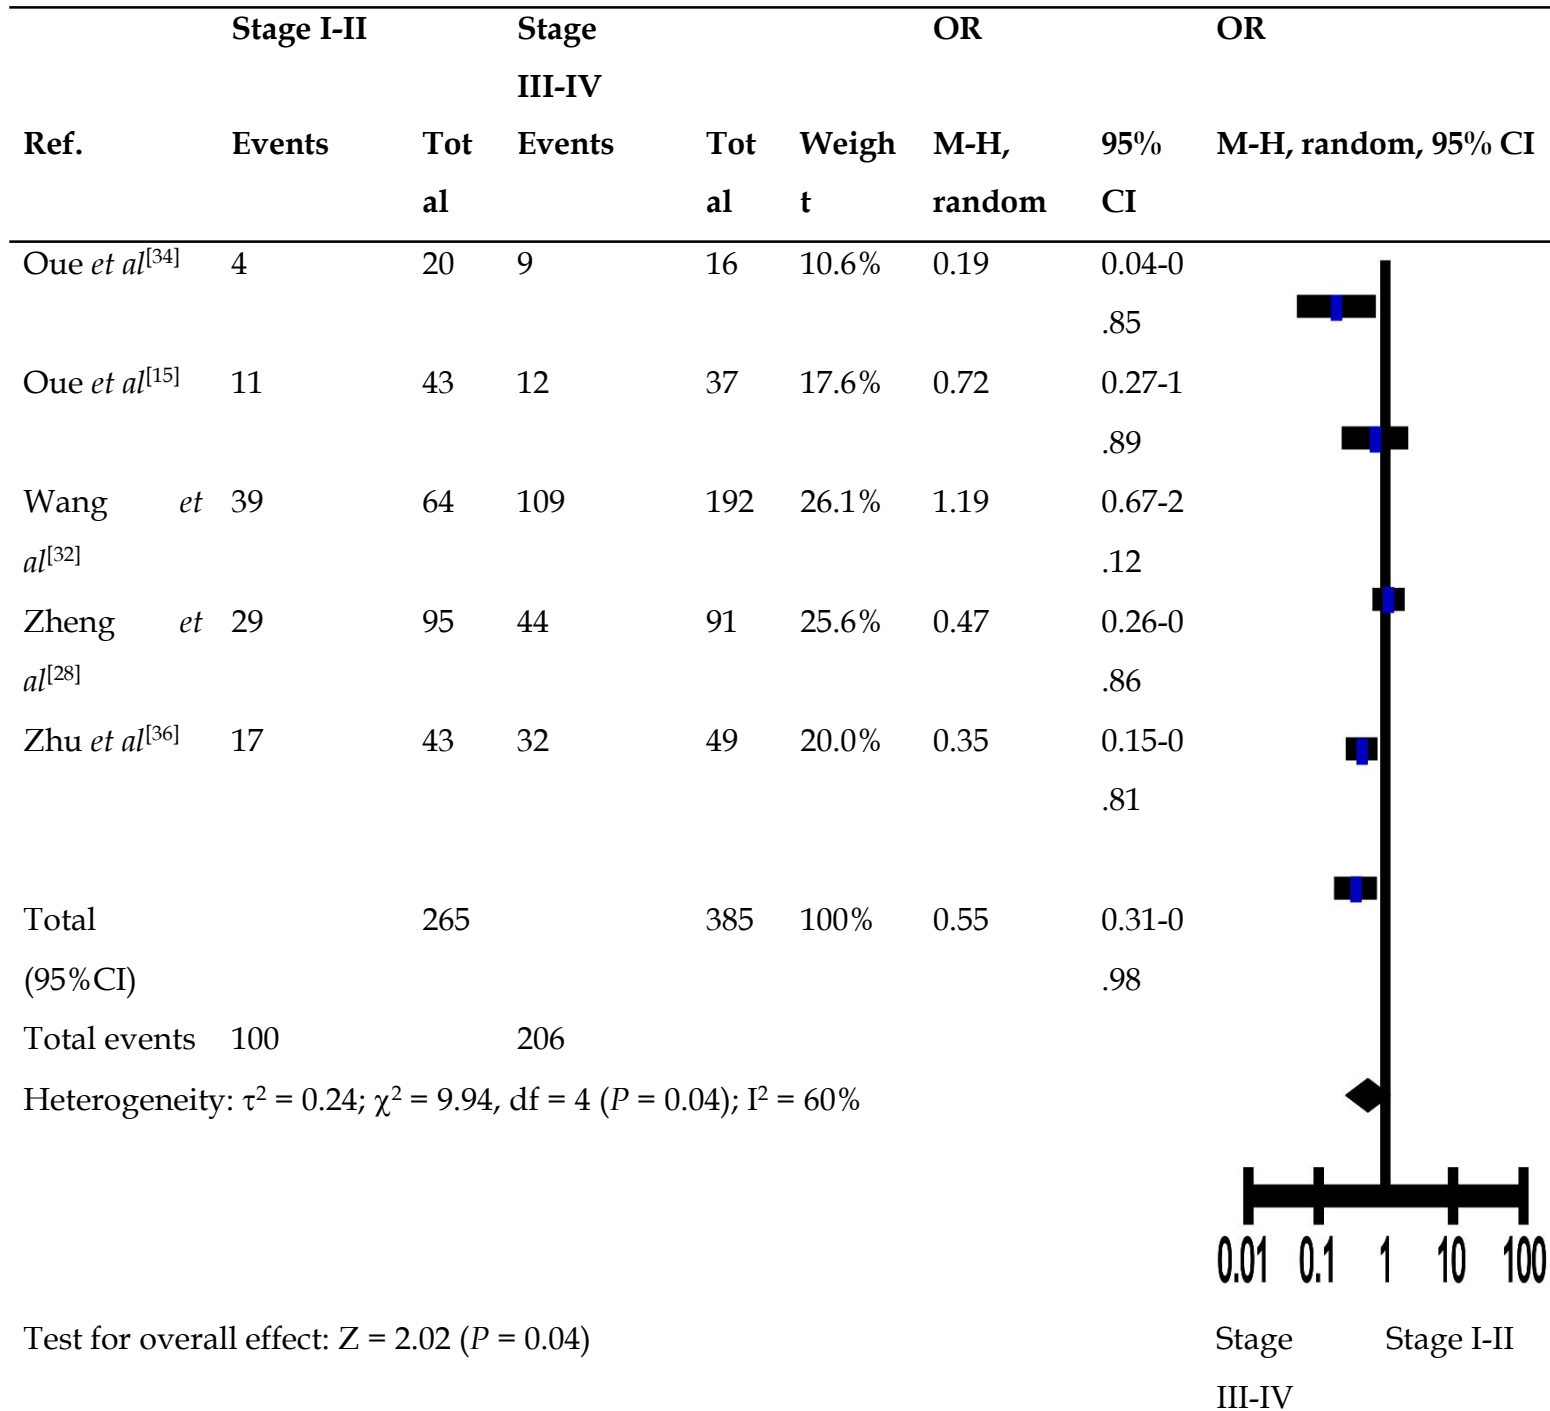 Stage I-II Stage OR OR
III-IV
Ref. Events Tot Events Tot Weigh M-H, 95% M-H, random, 95% CI
al al t random CI
Oue et al[34] 4 20 9 16 10.6% 0.19 0.04-0
.85
Oue et al[15] 11 43 12 37 17.6% 0.72 0.27-1
.89
Wang et 39 64 109 192 26.1% 1.19 0.67-2
al[32] .12
Zheng et 29 95 44 91 25.6% 0.47 0.26-0
al[28] .86
Zhu et al[36] 17 43 32 49 20.0% 0.35 0.15-0
.81
Total 265 385 100% 0.55 0.31-0
(95%CI) .98
Total events 100 206
Heterogeneity: τ2 = 0.24; χ2 = 9.94, df = 4 (P = 0.04); I2 = 60%
0.01 0.1 1 10 100
Test for overall effect: Z = 2.02 (P = 0.04) Stage Stage I-II
III-IV